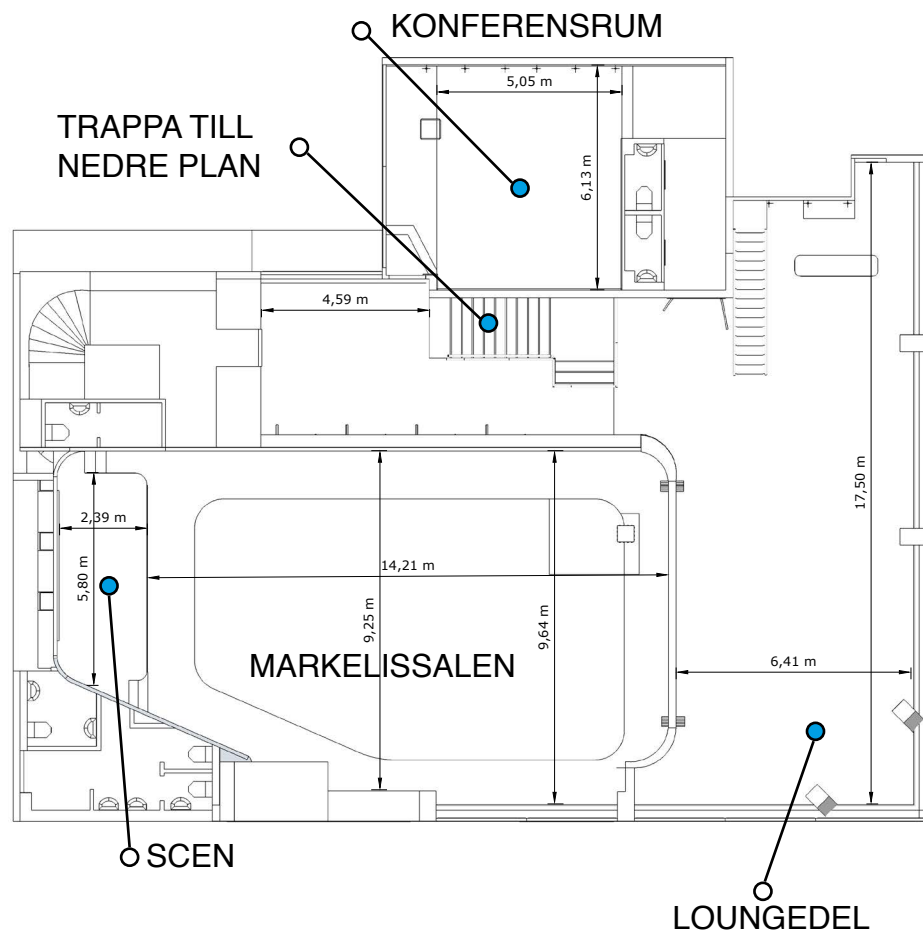 KONFERENSRUM
5,05 m
TRAPPA TILL
NEDRE PLAN
6,13 m
4,59 m
17,50 m
2,39 m
5,80 m
14,21 m
9,25 m
9,64 m
MARKELISSALEN
6,41 m
SCEN
LOUNGEDEL